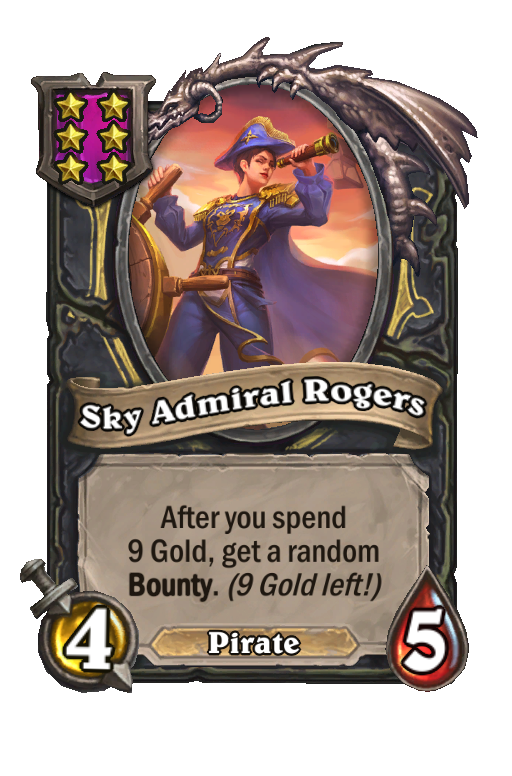 Sky Admiral Rogers
After you spend
9 Gold, get a random
Bounty. (9 Gold left!)
4
Pirate
5